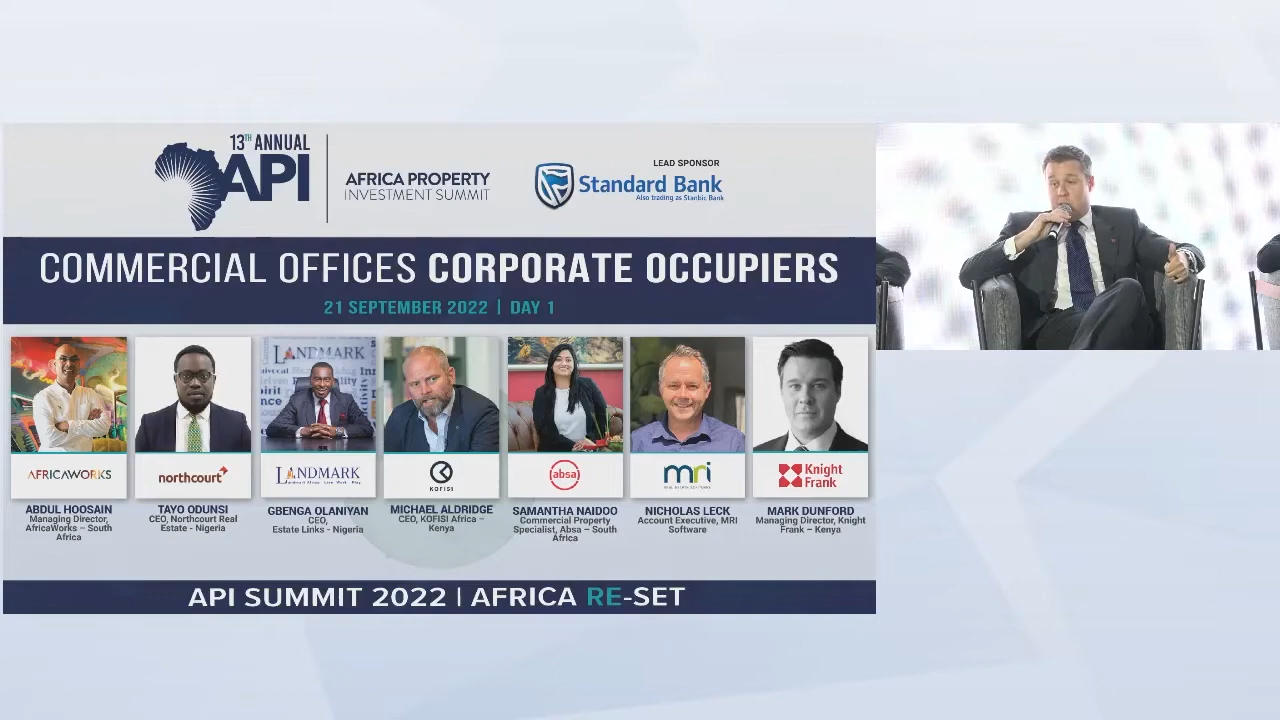 13TH ANNUAL
API
AFRICA PROPERTY
INVESTMENT SUMMIT
LEAD SPONSOR
Standard Bank
Also trading as Stanbic Bank
COMMERCIAL OFFICES CORPORATE OCCUPIERS
21 SEPTEMBER 2022 | DAY 1
LANDMARK
AFRICAWORKS
northcourt
LANDMARK
KOFISI
absa
mri
Knight
Frank
ABDUL HOOSAIN
Managing Director,
AfricaWorks – South
Africa
TAYO ODUNSI
CEO, Northcourt Real
Estate - Nigeria
GBENGA OLANIYAN
CEO,
Estate Links - Nigeria
MICHAEL ALDRIDGE
CEO, KOFISI Africa –
Kenya
SAMANTHA NAIDOO
Commercial Property
Specialist, Absa – South
Africa
NICHOLAS LECK
Account Executive, MRI
Software
MARK DUNFORD
Managing Director, Knight
Frank – Kenya
API SUMMIT 2022 | AFRICA RE-SET